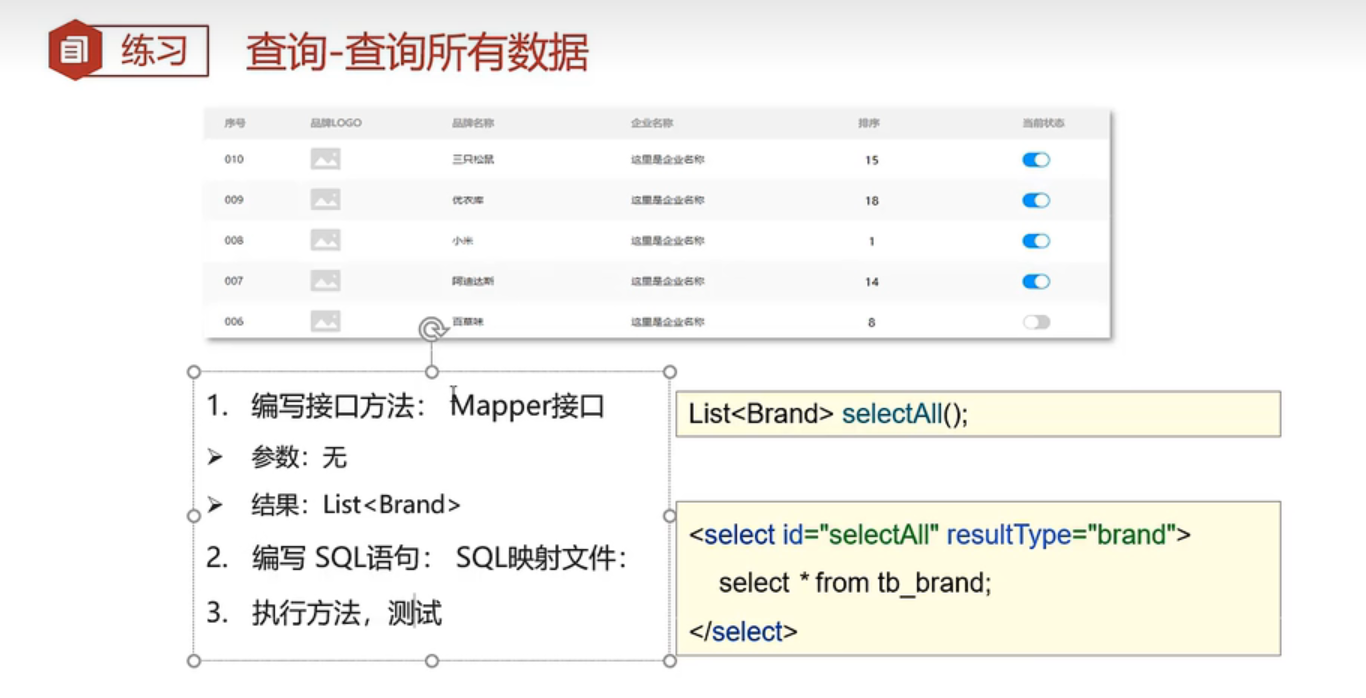 练习
查询-查询所有数据
序号 品牌LOGO 品牌名称 企业名称 排序 当前状态
010 三只松鼠 这里是企业名称 15
009 优衣库 这里是企业名称 18
008 小米 这里是企业名称 1
007 阿迪达斯 这里是企业名称 14
006 百草味 这里是企业名称 8
1. 编写接口方法： Mapper接口
➢ 参数：无
➢ 结果：List<Brand>
2. 编写 SQL语句： SQL映射文件：
3. 执行方法，测试
List<Brand> selectAll();
<select id="selectAll" resultType="brand">
select * from tb_brand;
</select>